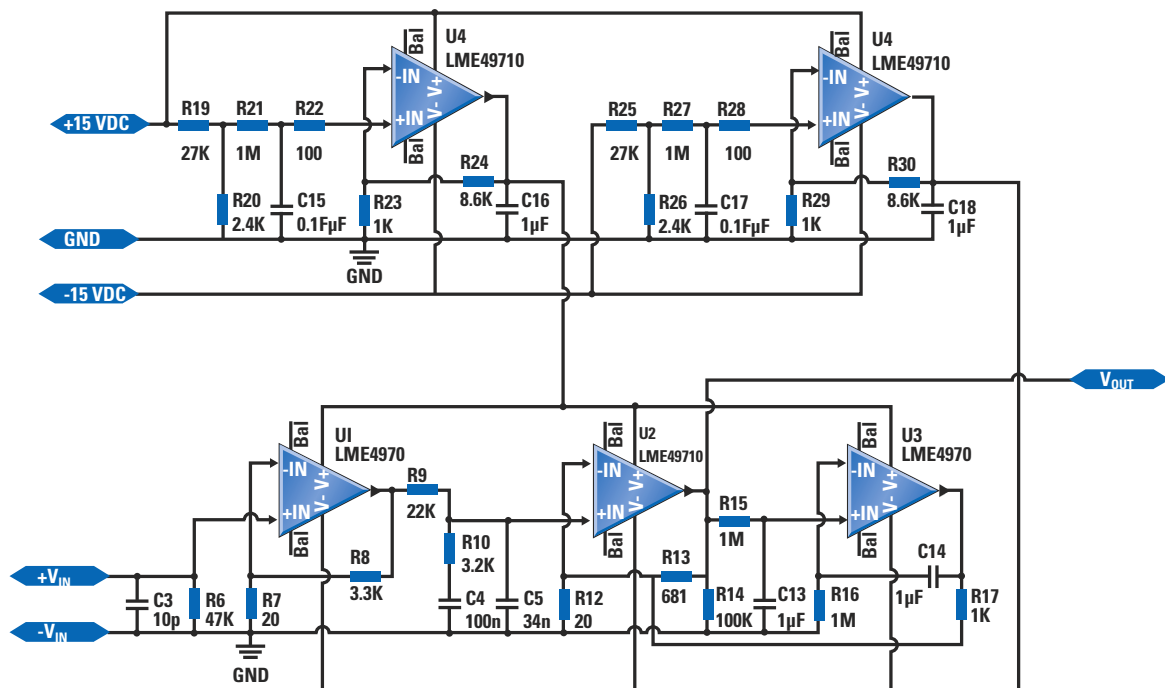 U4
LME49710
Bal
-IN
V+
V-
+IN
Bal
U4
LME49710
Bal
-IN
V+
V-
+IN
Bal
+15 VDC
R19
27K
R21
1M
R22
100
R25
27K
R27
1M
R28
100
R20
2.4K
C15
0.1FµF
R23
1K
R24
8.6K
C16
1µF
R26
2.4K
C17
0.1FµF
R29
1K
R30
8.6K
C18
1µF
GND
GND
-15 VDC
VOUT
U1
LME4970
Bal
-IN
V+
V-
+IN
Bal
R9
22K
U2
LME49710
Bal
-IN
V+
V-
+IN
Bal
U3
LME4970
Bal
-IN
V+
V-
+IN
Bal
R15
1M
R10
3.2K
R8
3.3K
R13
681
C14
1µF
+VIN
C3
10p
R6
47K
R7
20
C4
100n
C5
34n
R12
20
R14
100K
C13
1µF
R16
1M
R17
1K
-VIN
GND